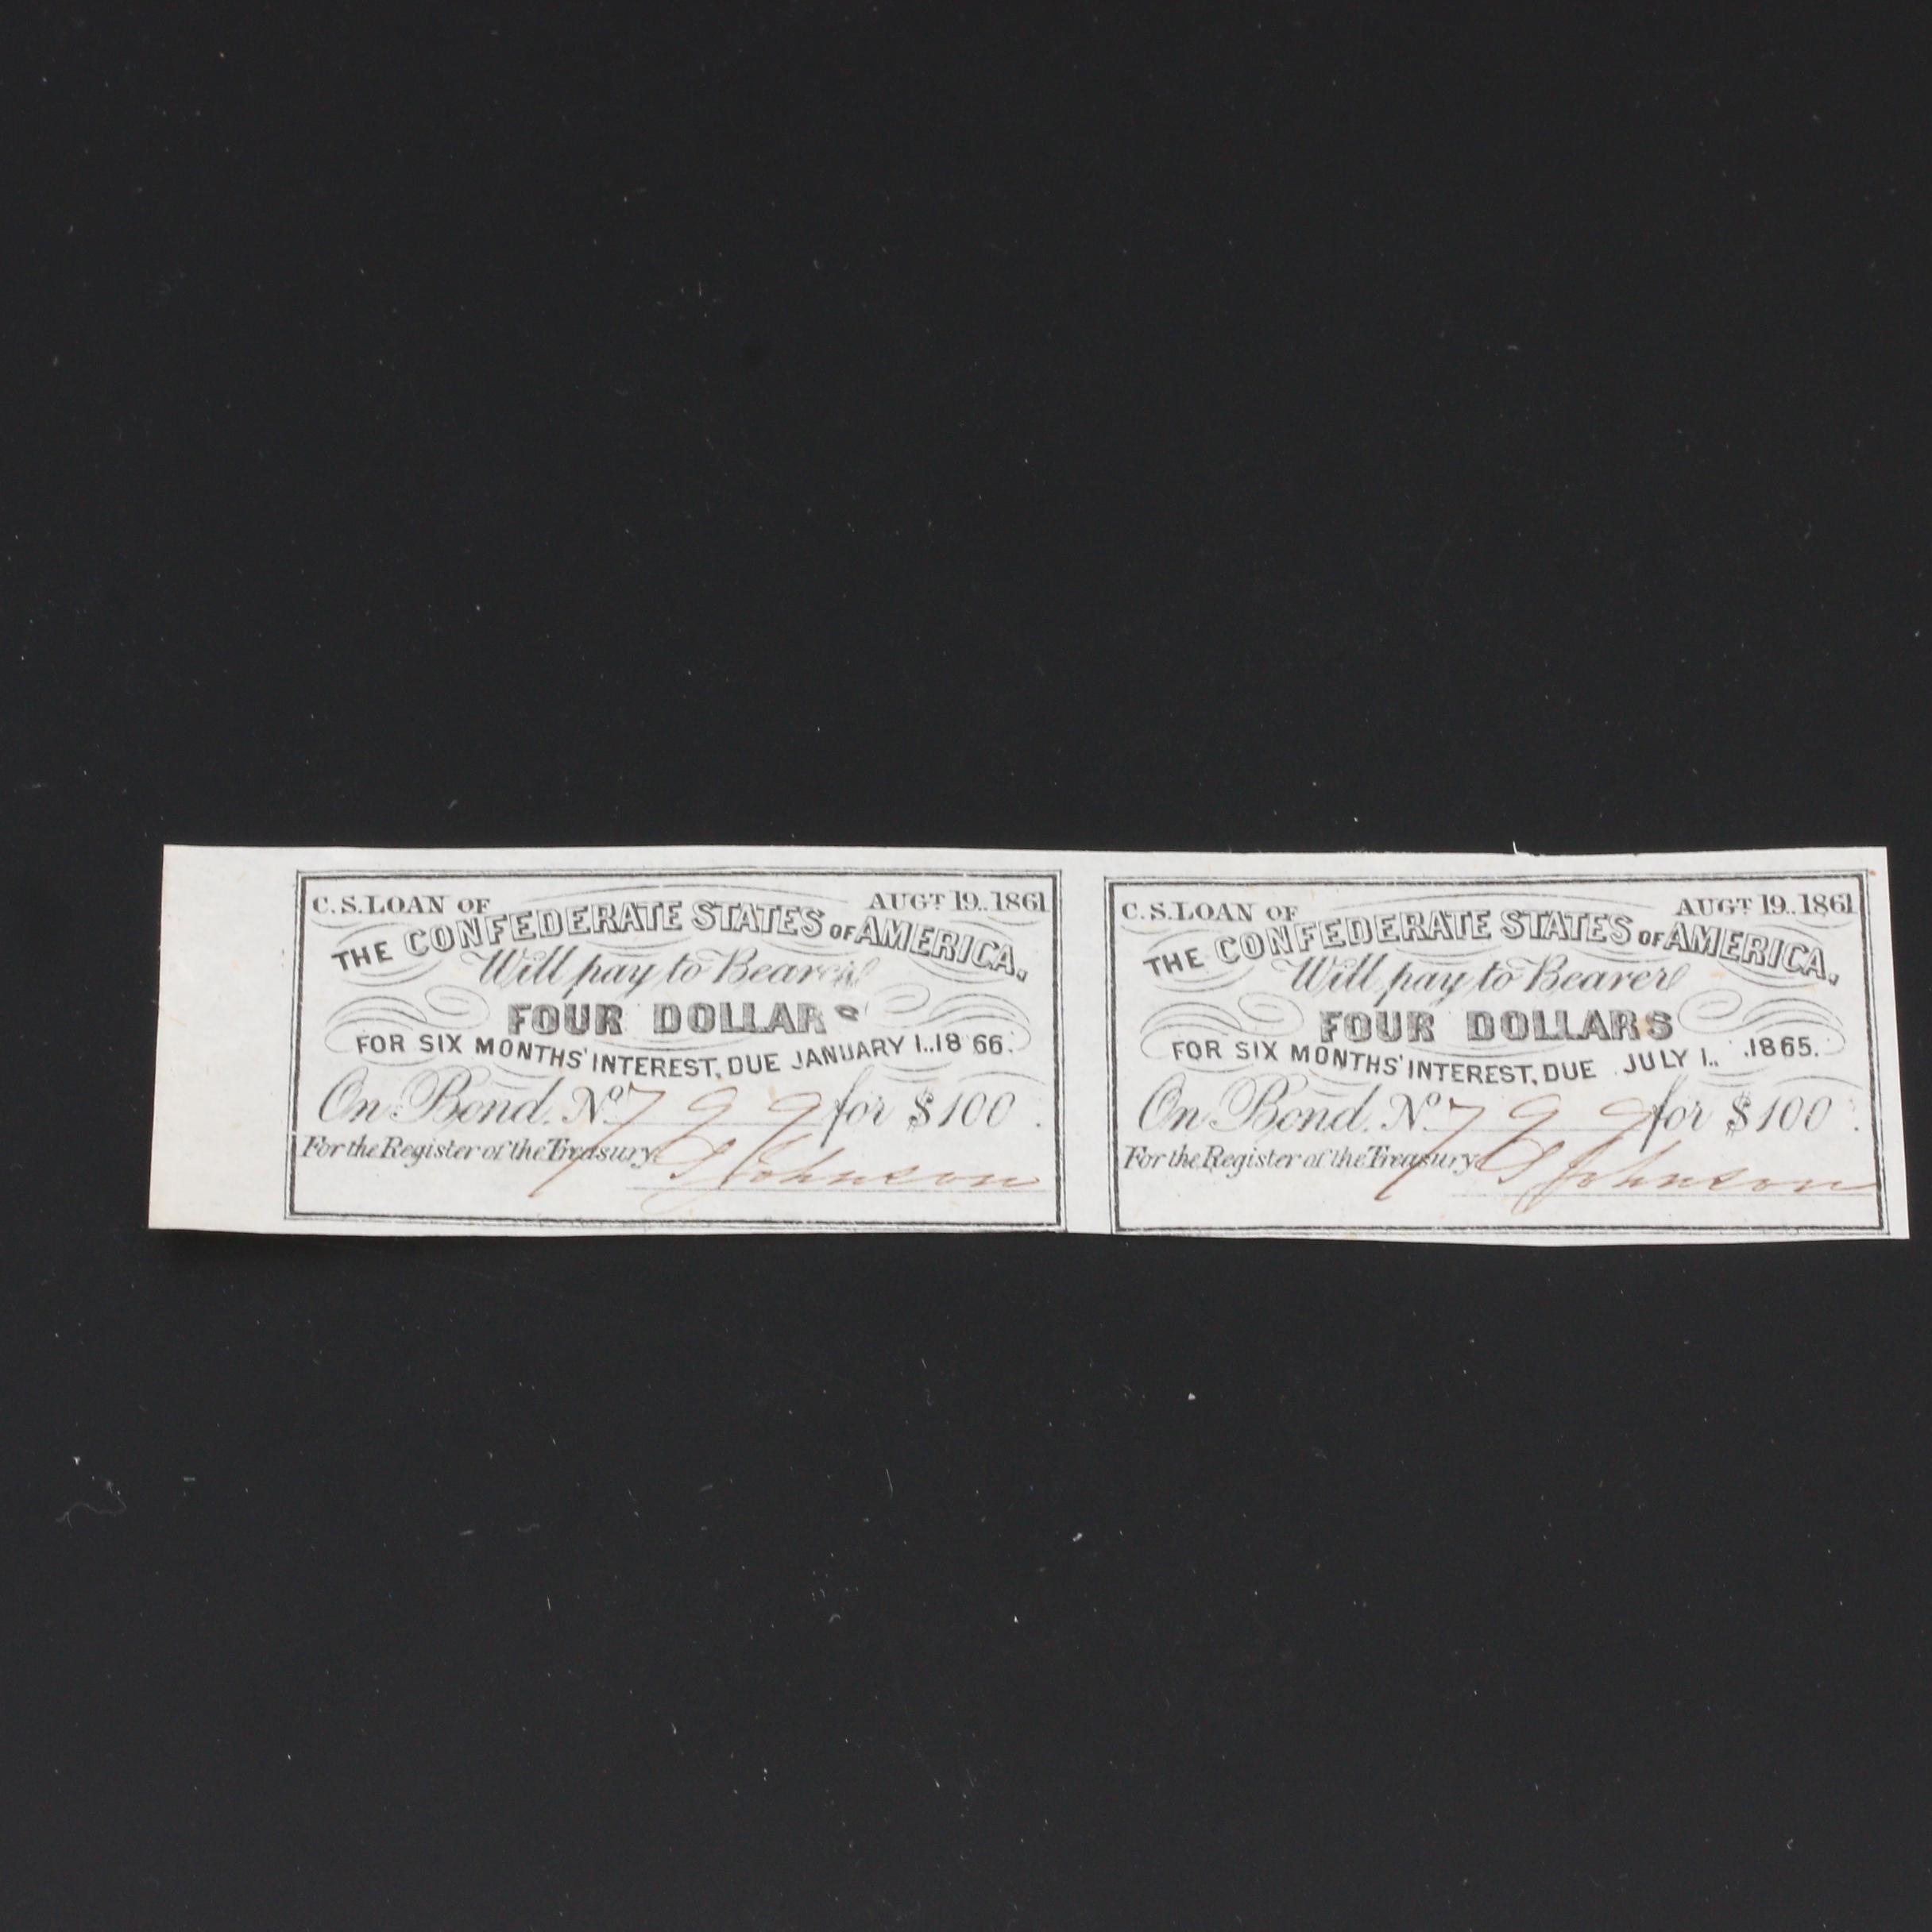 C.S.LOAN OF AUGT 19..1861
THE CONFEDERATE STATES OF AMERICA.
Will pay to Bearer
FOUR DOLLARS
FOR SIX MONTHS' INTEREST, DUE JANUARY 1..1866.
On Bond. No 799 for $100.
For the Register of the Treasury Johnson
C.S.LOAN OF AUGT 19..1861
THE CONFEDERATE STATES OF AMERICA.
Will pay to Bearer
FOUR DOLLARS
FOR SIX MONTHS' INTEREST, DUE JULY 1.. .1865.
On Bond. No 799 for $100.
For the Register of the Treasury Johnson